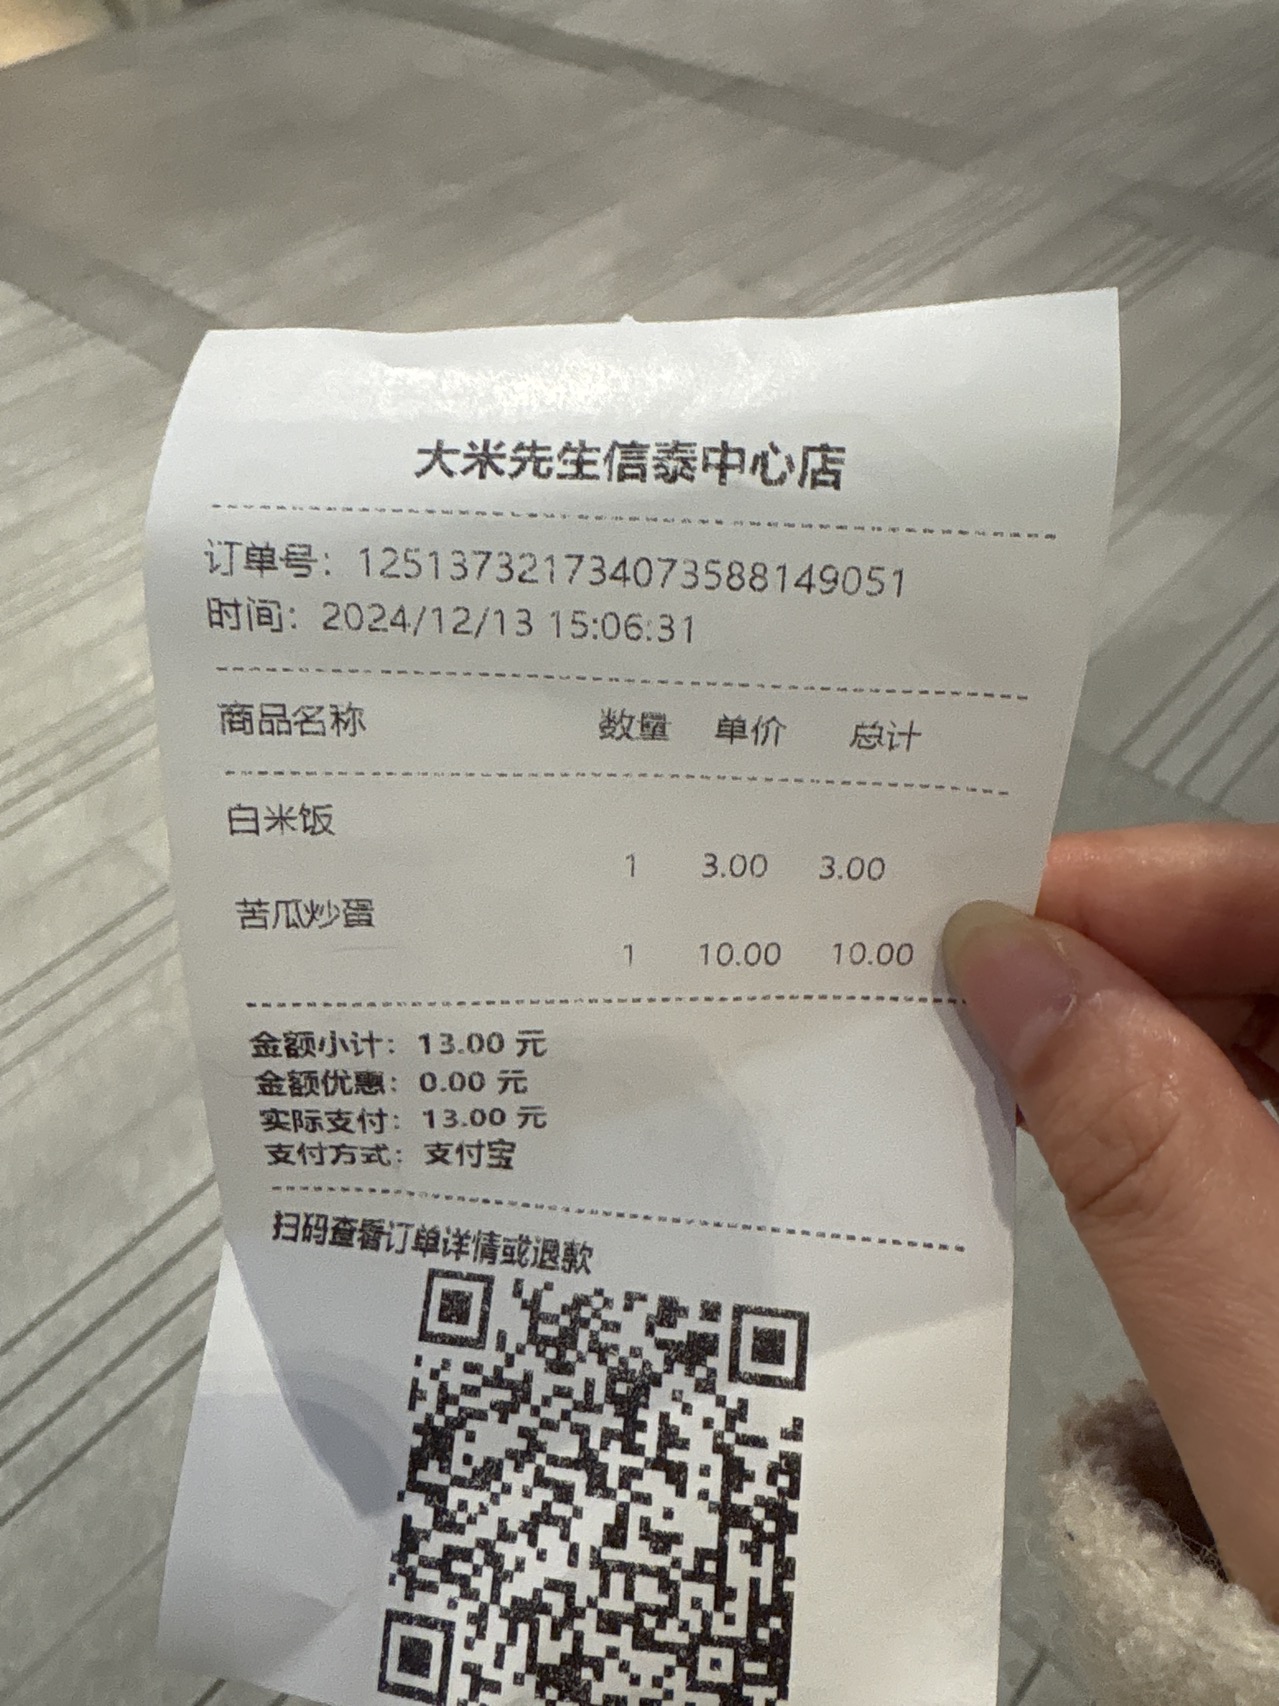 大米先生信泰中心店
订单号：125137321734073588149051
时间：2024/12/13 15:06:31
商品名称 数量 单价 总计
白米饭
1 3.00 3.00
苦瓜炒蛋
1 10.00 10.00
金额小计：13.00 元
金额优惠：0.00 元
实际支付：13.00 元
支付方式：支付宝
扫码查看订单详情或退款